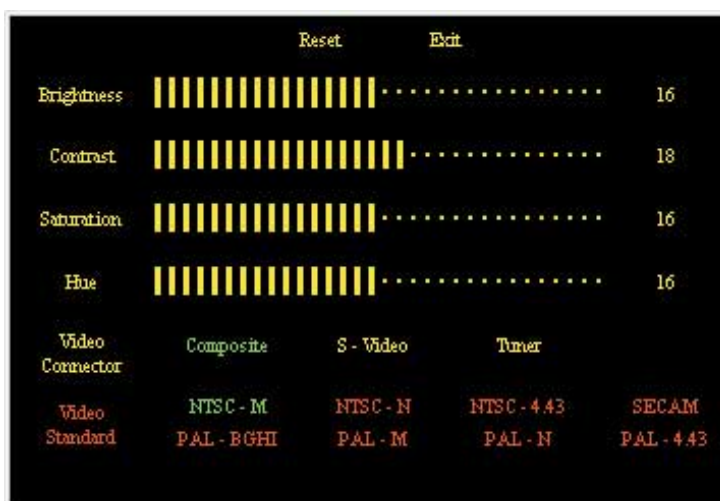 Reset Exit
Brightness 16
Contrast 18
Saturation 16
Hue 16
Video Connector Composite S - Video Tuner
Video Standard NTSC - M NTSC - N NTSC - 4.43 SECAM
PAL - BGHI PAL - M PAL - N PAL - 4.43